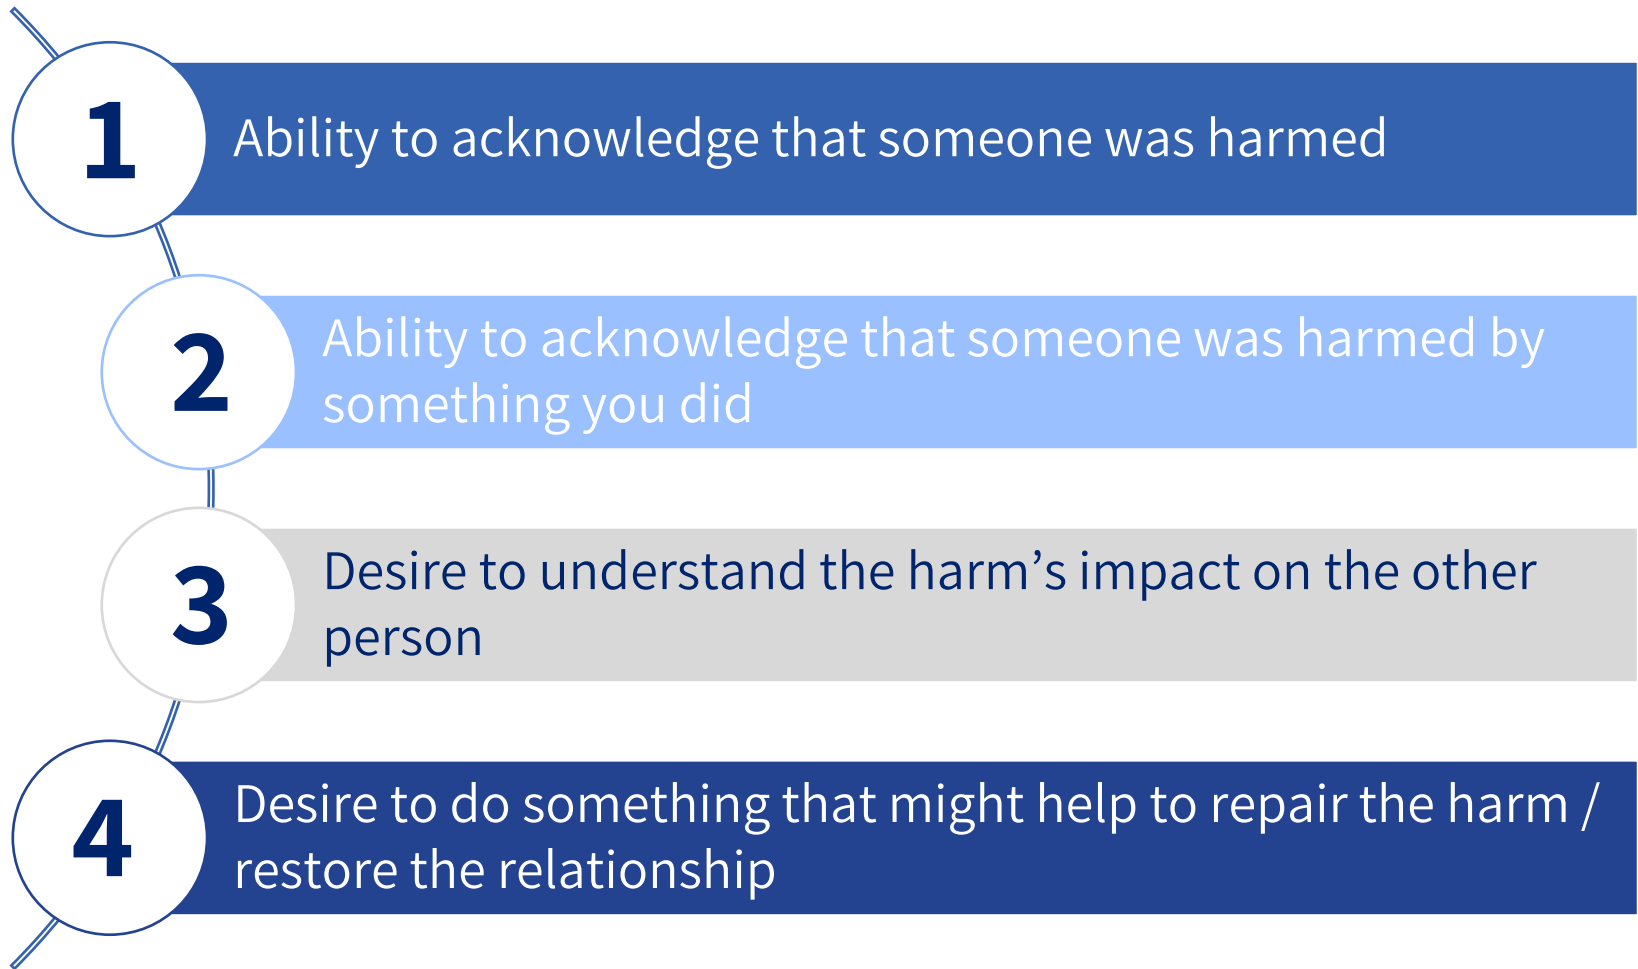 1
Ability to acknowledge that someone was harmed
2
Ability to acknowledge that someone was harmed by
something you did
3
Desire to understand the harm’s impact on the other
person
4
Desire to do something that might help to repair the harm /
restore the relationship